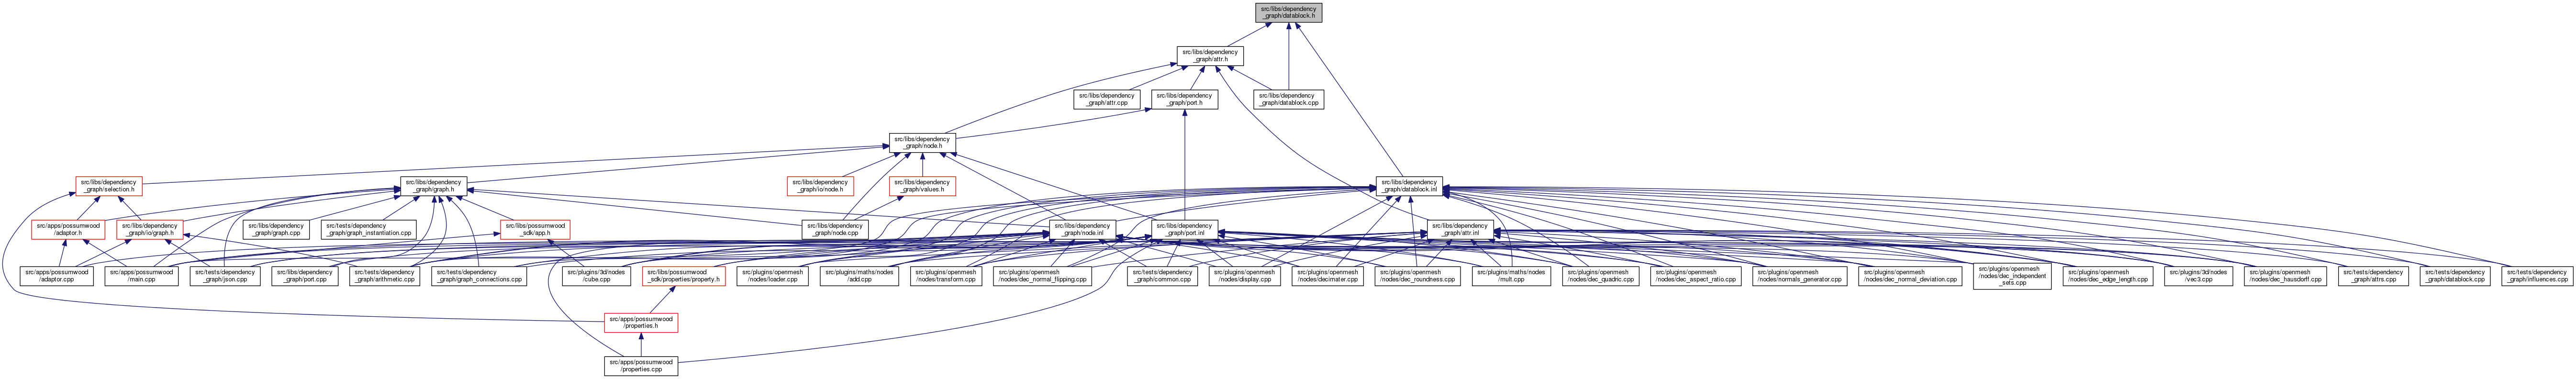 src/libs/dependency
_graph/datablock.h
src/libs/dependency
_graph/attr.h
src/libs/dependency
_graph/attr.cpp
src/libs/dependency
_graph/port.h
src/libs/dependency
_graph/datablock.cpp
src/libs/dependency
_graph/node.h
src/libs/dependency
_graph/selection.h
src/libs/dependency
_graph/graph.h
src/libs/dependency
_graph/io/node.h
src/libs/dependency
_graph/values.h
src/libs/dependency
_graph/datablock.inl
src/apps/possumwood
/adaptor.h
src/libs/dependency
_graph/io/graph.h
src/libs/dependency
_graph/graph.cpp
src/tests/dependency
_graph/graph_instantiation.cpp
src/libs/possumwood
_sdk/app.h
src/libs/dependency
_graph/node.cpp
src/libs/dependency
_graph/node.inl
src/libs/dependency
_graph/port.inl
src/libs/dependency
_graph/attr.inl
src/apps/possumwood
/adaptor.cpp
src/apps/possumwood
/main.cpp
src/tests/dependency
_graph/json.cpp
src/libs/dependency
_graph/port.cpp
src/tests/dependency
_graph/arithmetic.cpp
src/tests/dependency
_graph/graph_connections.cpp
src/plugins/3d/nodes
/cube.cpp
src/libs/possumwood
_sdk/properties/property.h
src/plugins/openmesh
/nodes/loader.cpp
src/plugins/maths/nodes
/add.cpp
src/plugins/openmesh
/nodes/transform.cpp
src/plugins/openmesh
/nodes/dec_normal_flipping.cpp
src/tests/dependency
_graph/common.cpp
src/plugins/openmesh
/nodes/display.cpp
src/plugins/openmesh
/nodes/decimater.cpp
src/plugins/openmesh
/nodes/dec_roundness.cpp
src/plugins/maths/nodes
/mult.cpp
src/plugins/openmesh
/nodes/dec_quadric.cpp
src/plugins/openmesh
/nodes/dec_aspect_ratio.cpp
src/plugins/openmesh
/nodes/normals_generator.cpp
src/plugins/openmesh
/nodes/dec_normal_deviation.cpp
src/plugins/openmesh
/nodes/dec_independent
_sets.cpp
src/plugins/openmesh
/nodes/dec_edge_length.cpp
src/plugins/3d/nodes
/vec3.cpp
src/plugins/openmesh
/nodes/dec_hausdorff.cpp
src/tests/dependency
_graph/attrs.cpp
src/tests/dependency
_graph/datablock.cpp
src/tests/dependency
_graph/influences.cpp
src/apps/possumwood
/properties.h
src/apps/possumwood
/properties.cpp